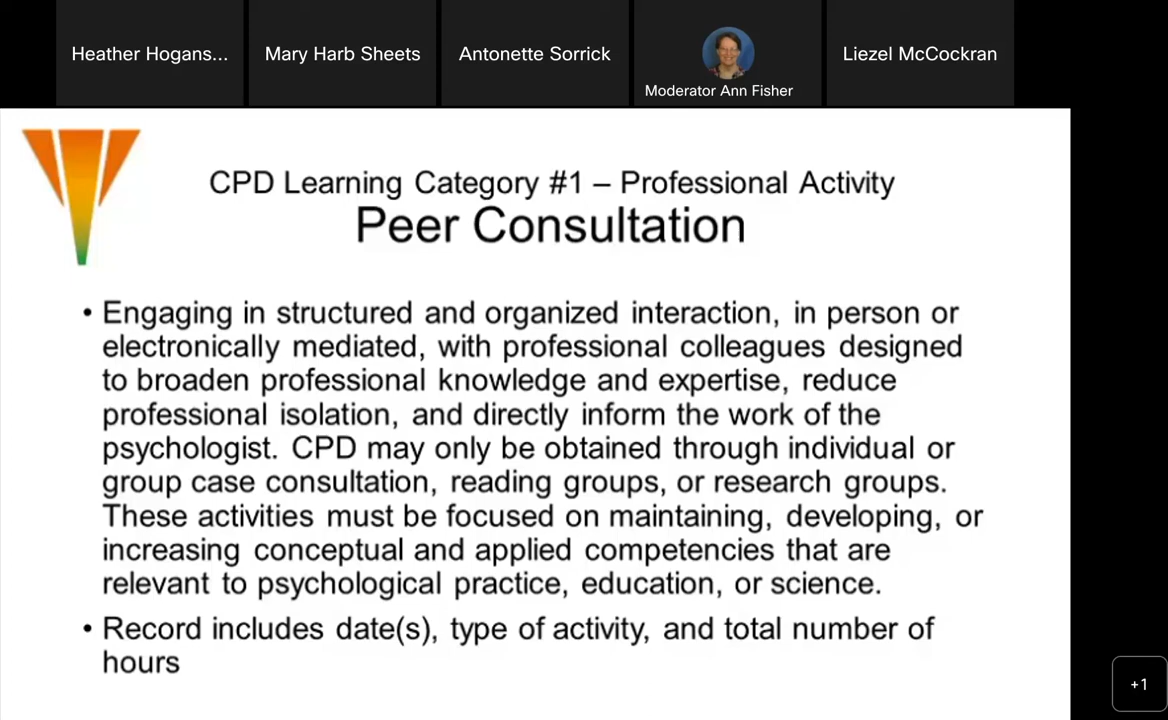 Heather Hogans...
Mary Harb Sheets
Antonette Sorrick
Moderator Ann Fisher
Liezel McCockran
CPD Learning Category #1 – Professional Activity
Peer Consultation
• Engaging in structured and organized interaction, in person or
electronically mediated, with professional colleagues designed
to broaden professional knowledge and expertise, reduce
professional isolation, and directly inform the work of the
psychologist. CPD may only be obtained through individual or
group case consultation, reading groups, or research groups.
These activities must be focused on maintaining, developing, or
increasing conceptual and applied competencies that are
relevant to psychological practice, education, or science.
• Record includes date(s), type of activity, and total number of
hours
+1